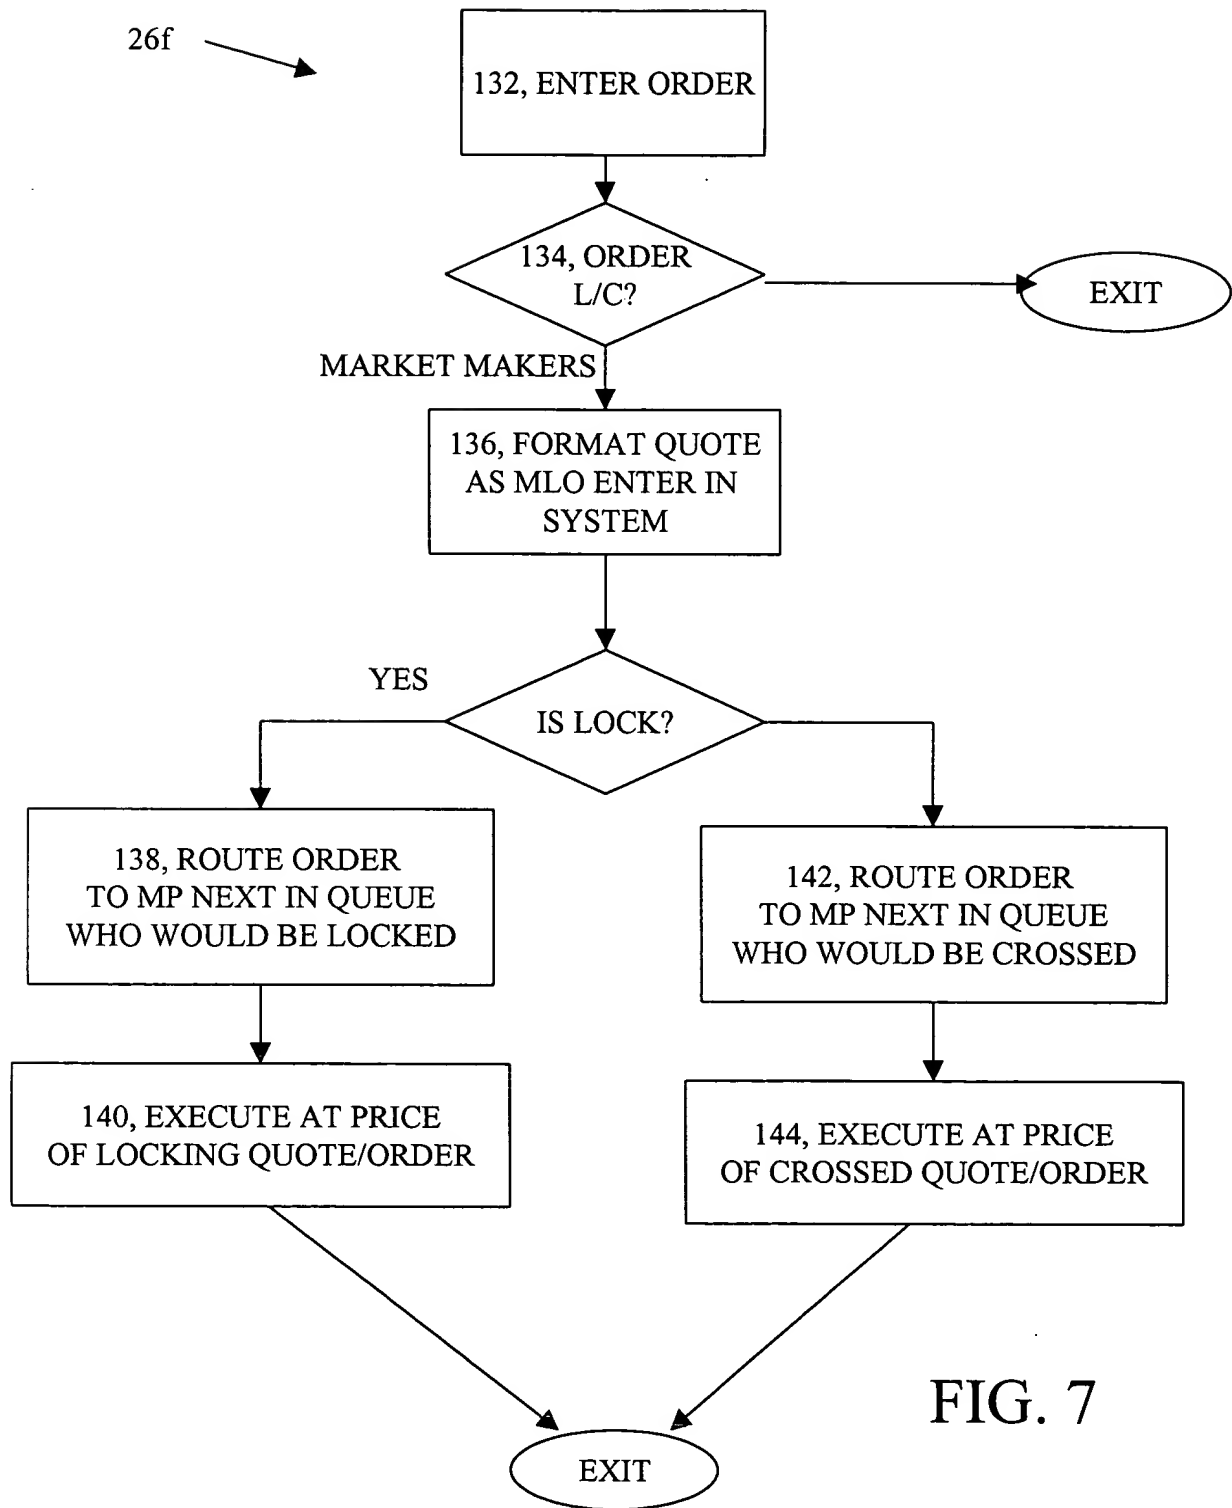 26f
132, ENTER ORDER
134, ORDER
L/C?
EXIT
MARKET MAKERS
136, FORMAT QUOTE
AS MLO ENTER IN
SYSTEM
YES
IS LOCK?
138, ROUTE ORDER
TO MP NEXT IN QUEUE
WHO WOULD BE LOCKED
142, ROUTE ORDER
TO MP NEXT IN QUEUE
WHO WOULD BE CROSSED
140, EXECUTE AT PRICE
OF LOCKING QUOTE/ORDER
144, EXECUTE AT PRICE
OF CROSSED QUOTE/ORDER
FIG. 7
EXIT